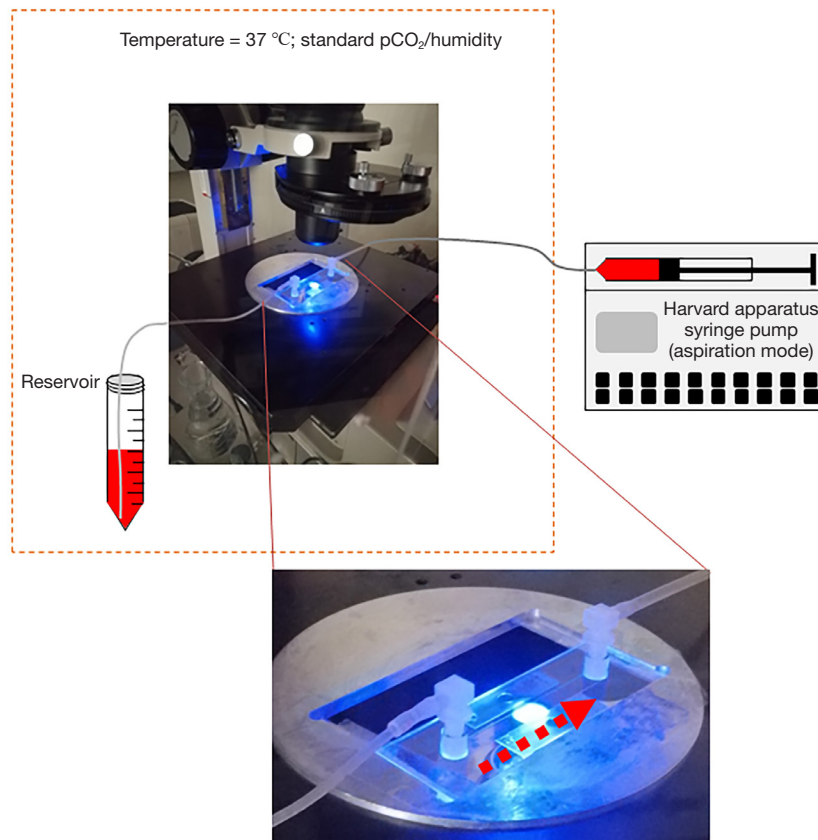 Temperature = 37 °C; standard pCO₂/humidity
Reservoir
Harvard apparatus
syringe pump
(aspiration mode)